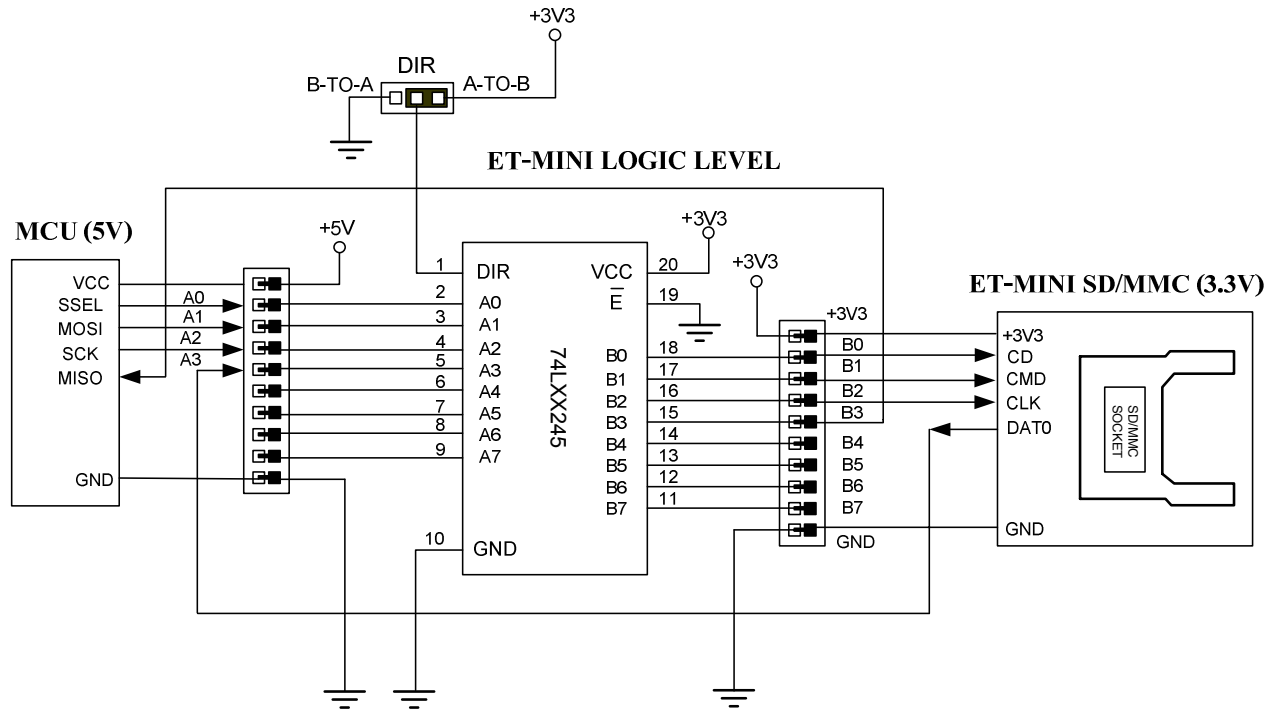 +3V3
DIR
B-TO-A
A-TO-B
ET-MINI LOGIC LEVEL
MCU (5V)
+5V
+3V3
+3V3
ET-MINI SD/MMC (3.3V)
VCC
SSEL
MOSI
SCK
MISO
GND
A0
A1
A2
A3
1
2
3
4
5
6
7
8
9
10
DIR
A0
A1
A2
A3
A4
A5
A6
A7
GND
74LXX245
VCC
E
B0
B1
B2
B3
B4
B5
B6
B7
20
19
18
17
16
15
14
13
12
11
+3V3
B0
B1
B2
B3
B4
B5
B6
B7
GND
+3V3
CD
CMD
CLK
DAT0
GND
SD/MMC
SOCKET